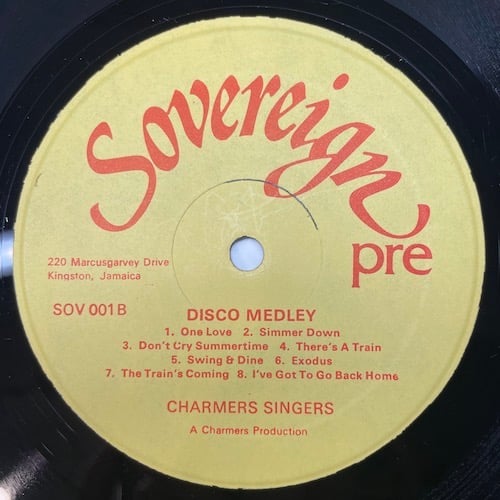 Sovereign
pre
220 Marcusgarvey Drive
Kingston, Jamaica
SOV 001 B
DISCO MEDLEY
1. One Love 2. Simmer Down
3. Don't Cry Summertime 4. There's A Train
5. Swing & Dine 6. Exodus
7. The Train's Coming 8. I've Got To Go Back Home
CHARMERS SINGERS
A Charmers Production